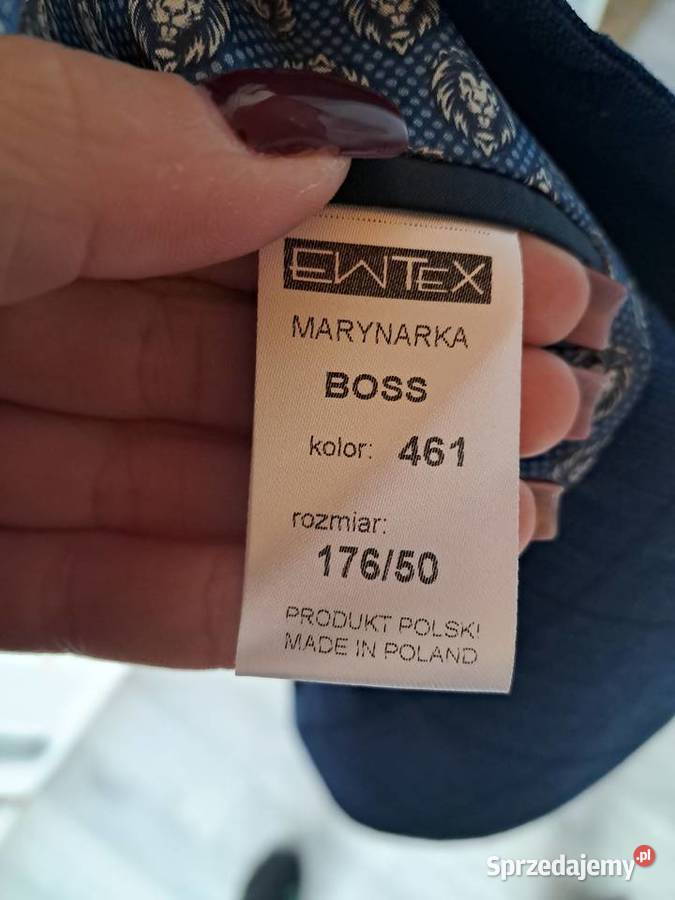 EWTEX
MARYNARKA
BOSS
kolor: 461
rozmiar:
176/50
PRODUKT POLSKI
MADE IN POLAND
Sprzedajemy.pl